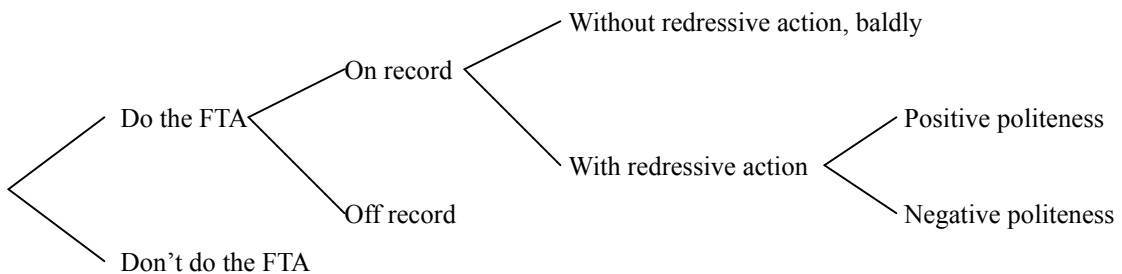 Without redressive action, baldly
On record
Do the FTA
Positive politeness
With redressive action
Off record
Negative politeness
Don’t do the FTA